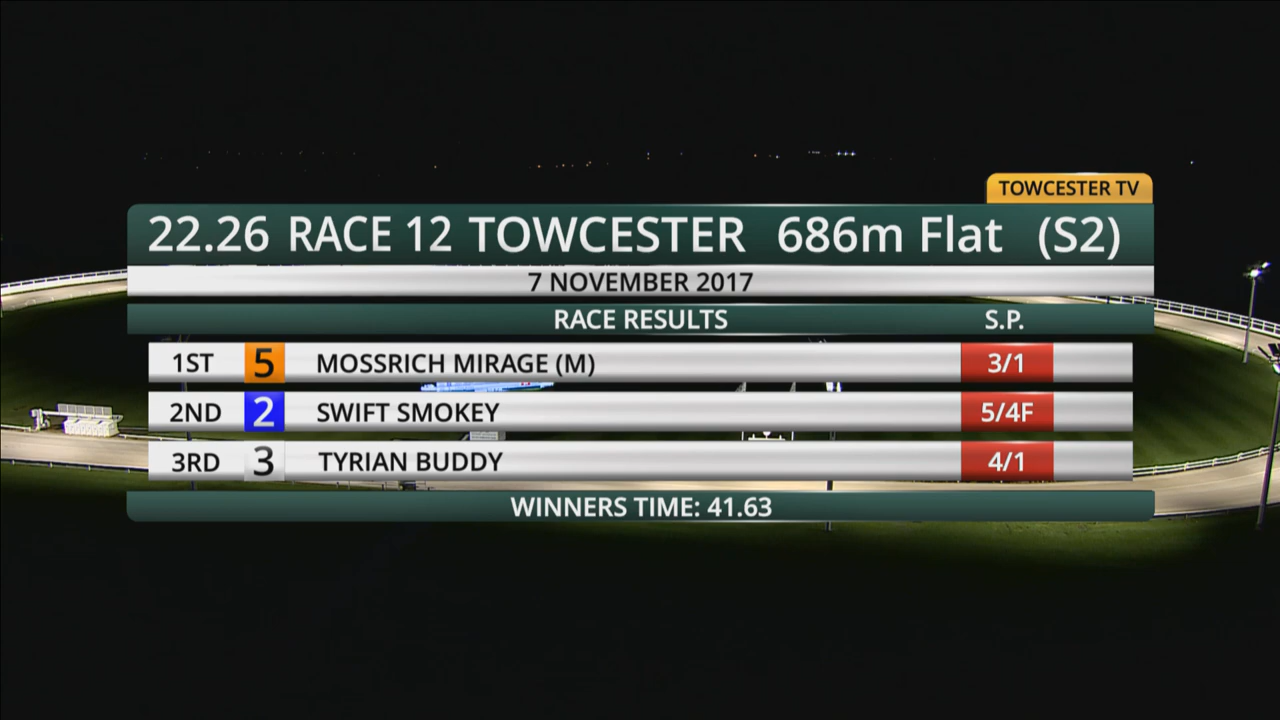 TOWCESTER TV
22.26 RACE 12 TOWCESTER 686m Flat (S2)
7 NOVEMBER 2017
RACE RESULTS S.P.
1ST 5 MOSSRICH MIRAGE (M) 3/1
2ND 2 SWIFT SMOKEY 5/4F
3RD 3 TYRIAN BUDDY 4/1
WINNERS TIME: 41.63